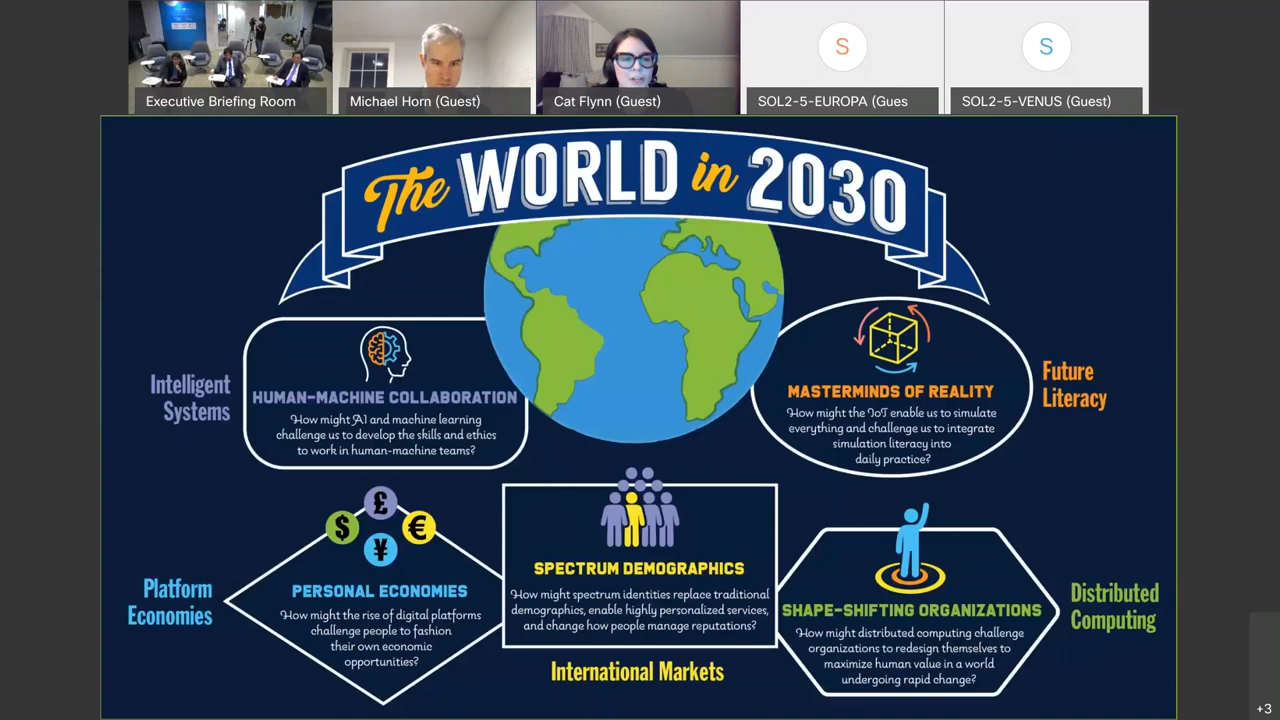 Executive Briefing Room
Michael Horn (Guest)
Cat Flynn (Guest)
S
SOL2-5-EUROPA (Gues
S
SOL2-5-VENUS (Guest)
The WORLD in 2030
Intelligent
Systems
HUMAN-MACHINE COLLABORATION
How might AI and machine learning
challenge us to develop the skills and ethics
to work in human-machine teams?
MASTERMINDS OF REALITY
How might the IoT enable us to simulate
everything and challenge us to integrate
simulation literacy into
daily practice?
Future
Literacy
Platform
Economies
$
£
€
¥
PERSONAL ECONOMIES
How might the rise of digital platforms
challenge people to fashion
their own economic
opportunities?
SPECTRUM DEMOGRAPHICS
How might spectrum identities replace traditional
demographics, enable highly personalized services,
and change how people manage reputations?
International Markets
SHAPE-SHIFTING ORGANIZATIONS
How might distributed computing challenge
organizations to redesign themselves to
maximize human value in a world
undergoing rapid change?
Distributed
Computing
+3